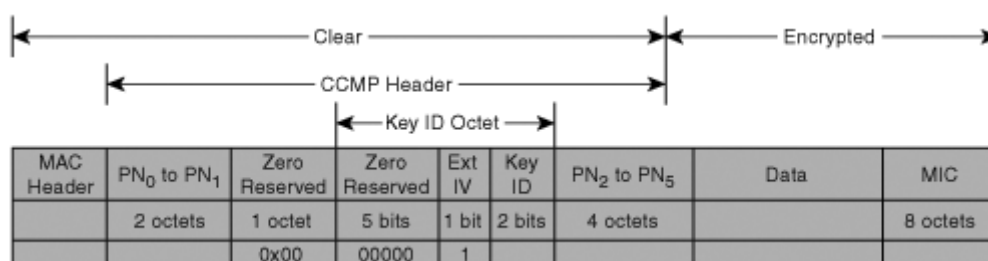 Clear Encrypted
CCMP Header
Key ID Octet
MAC Header PN0 to PN1 Zero Reserved Zero Reserved Ext IV Key ID PN2 to PN5 Data MIC
2 octets 1 octet 5 bits 1 bit 2 bits 4 octets 8 octets
0x00 00000 1